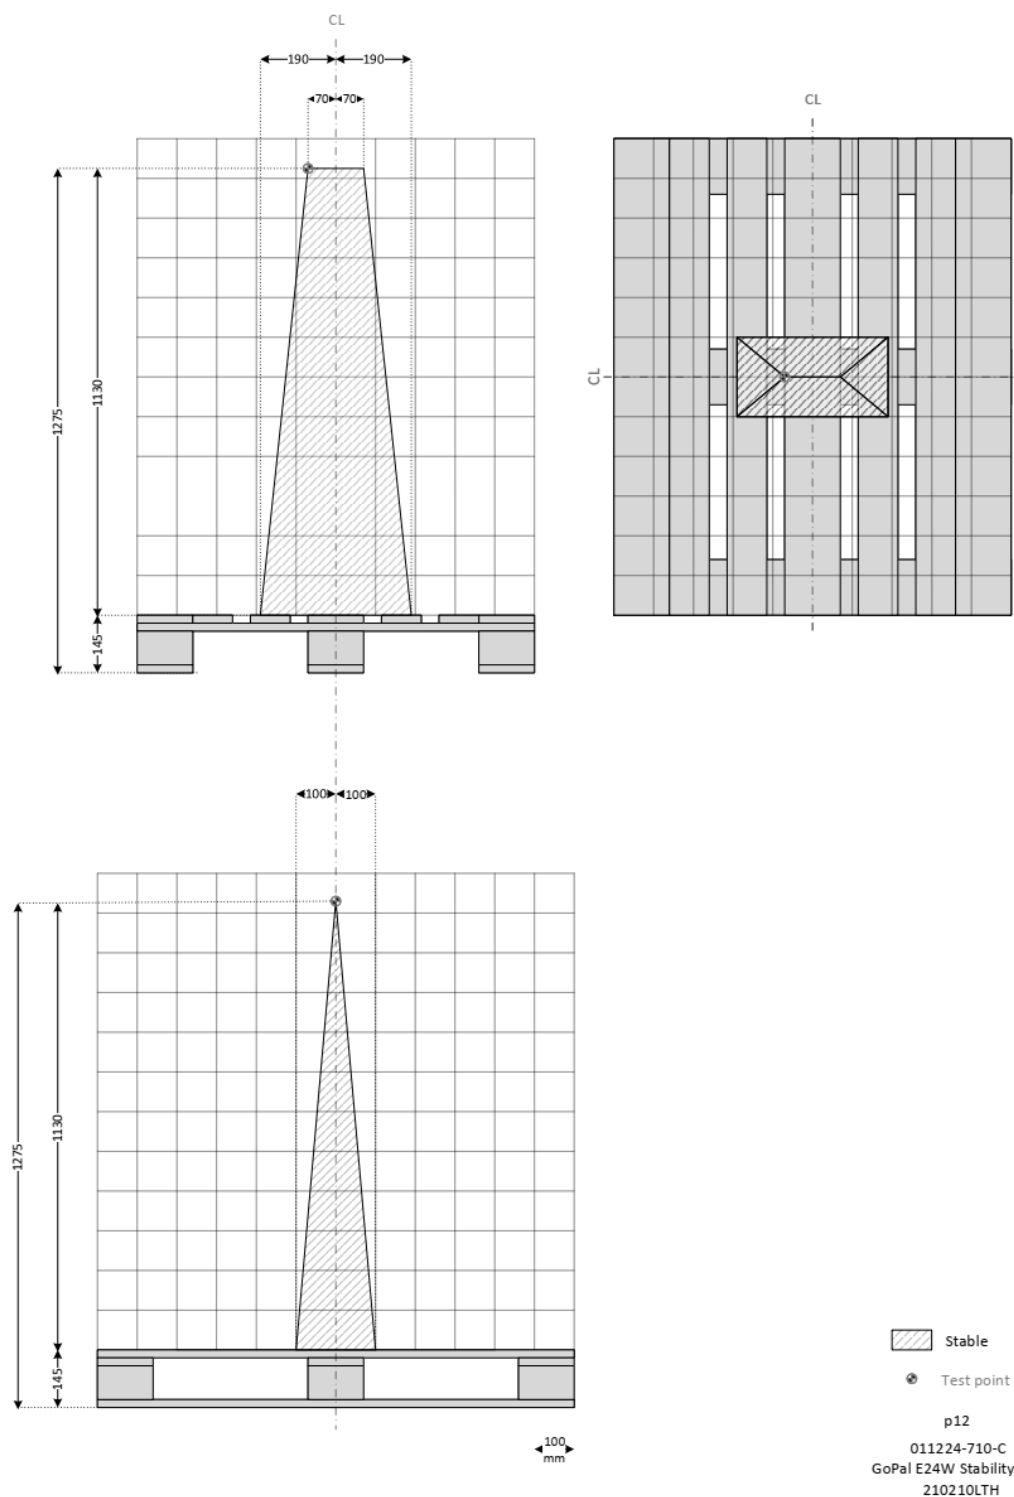 CL
190
190
70
70
CL
CL
1275
1130
145
100
100
1275
1130
145
Stable
Test point
p12
100
mm
011224-710-C
GoPal E24W Stability
210210LTH